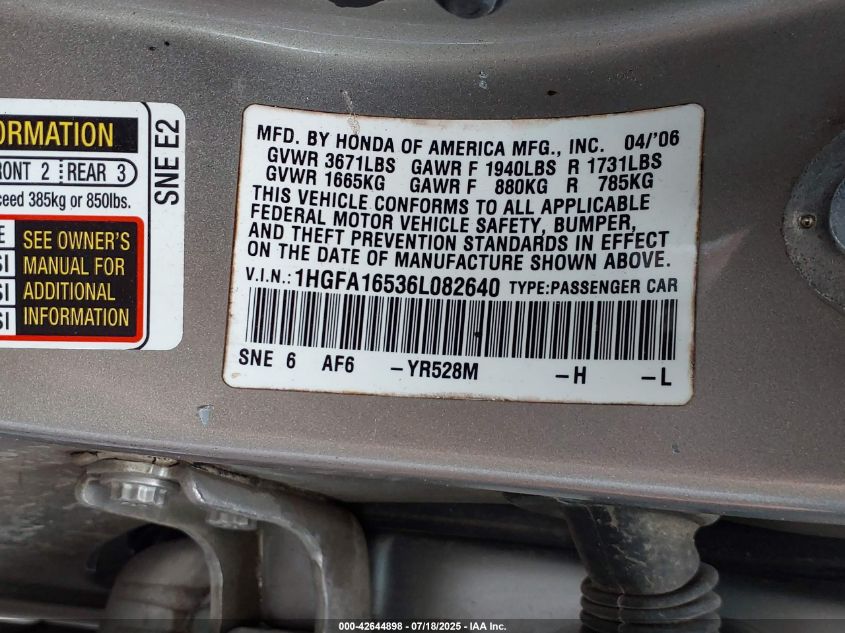 ORMATION
RONT 2 REAR 3
ceed 385kg or 850lbs.
E
SI
SI
SI
SEE OWNER'S
MANUAL FOR
ADDITIONAL
INFORMATION
SNE E2
MFD. BY HONDA OF AMERICA MFG., INC. 04/'06
GVWR 3671LBS GAWR F 1940LBS R 1731LBS
GVWR 1665KG GAWR F 880KG R 785KG
THIS VEHICLE CONFORMS TO ALL APPLICABLE
FEDERAL MOTOR VEHICLE SAFETY, BUMPER,
AND THEFT PREVENTION STANDARDS IN EFFECT
ON THE DATE OF MANUFACTURE SHOWN ABOVE.
V.I.N.: 1HGFA16536L082640 TYPE:PASSENGER CAR
SNE 6 AF6 -YR528M -H -L
000-42644898 - 07/18/2025 - IAA Inc.